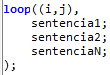 loop((i,j),
    sentencia1;
    sentencia2;
    sentenciaN;
);